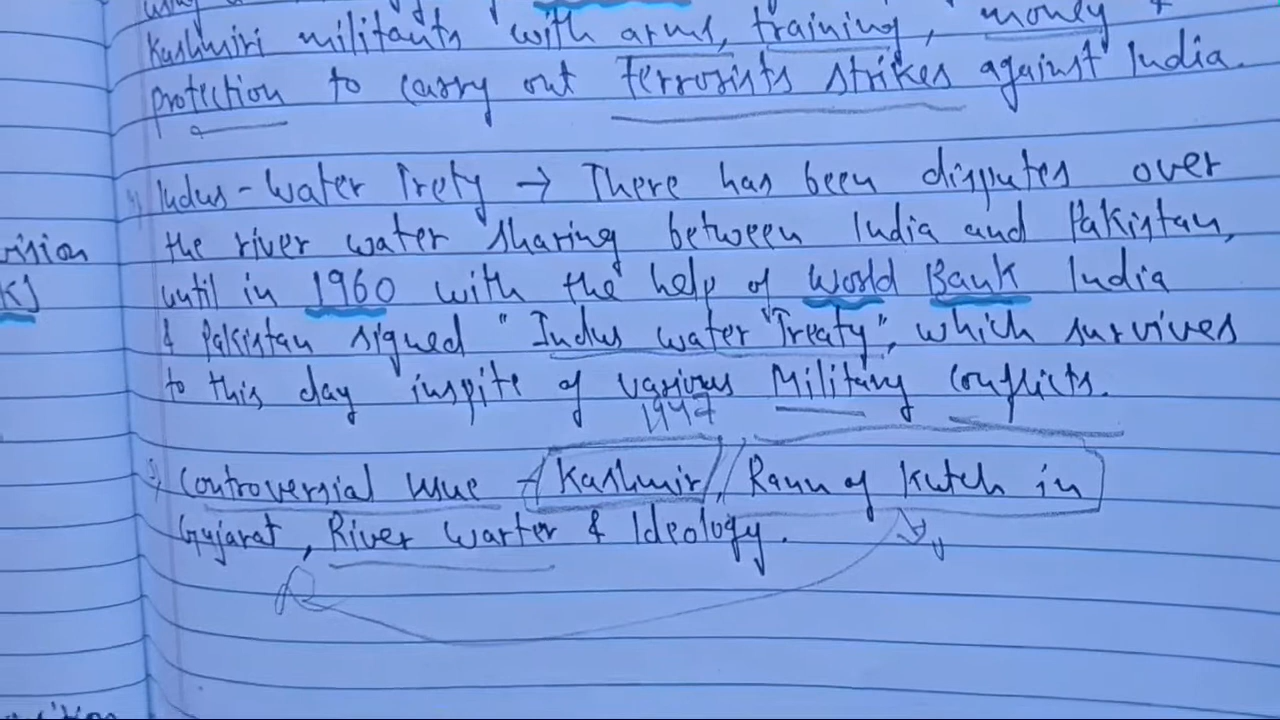 Kashmiri militants with arms, training, money &
protection to carry out terrorists strikes against India.
Indus-Water Trety → There has been disputes over
the river water sharing between India and Pakistan,
until in 1960 with the help of World Bank India
& Pakistan signed "Indus water Treaty", which survives
to this day inspite of various Military conflicts.
1947
Controversial issue - Kashmir, Rann of Kutch in
Gujarat, River Warter & Ideology.